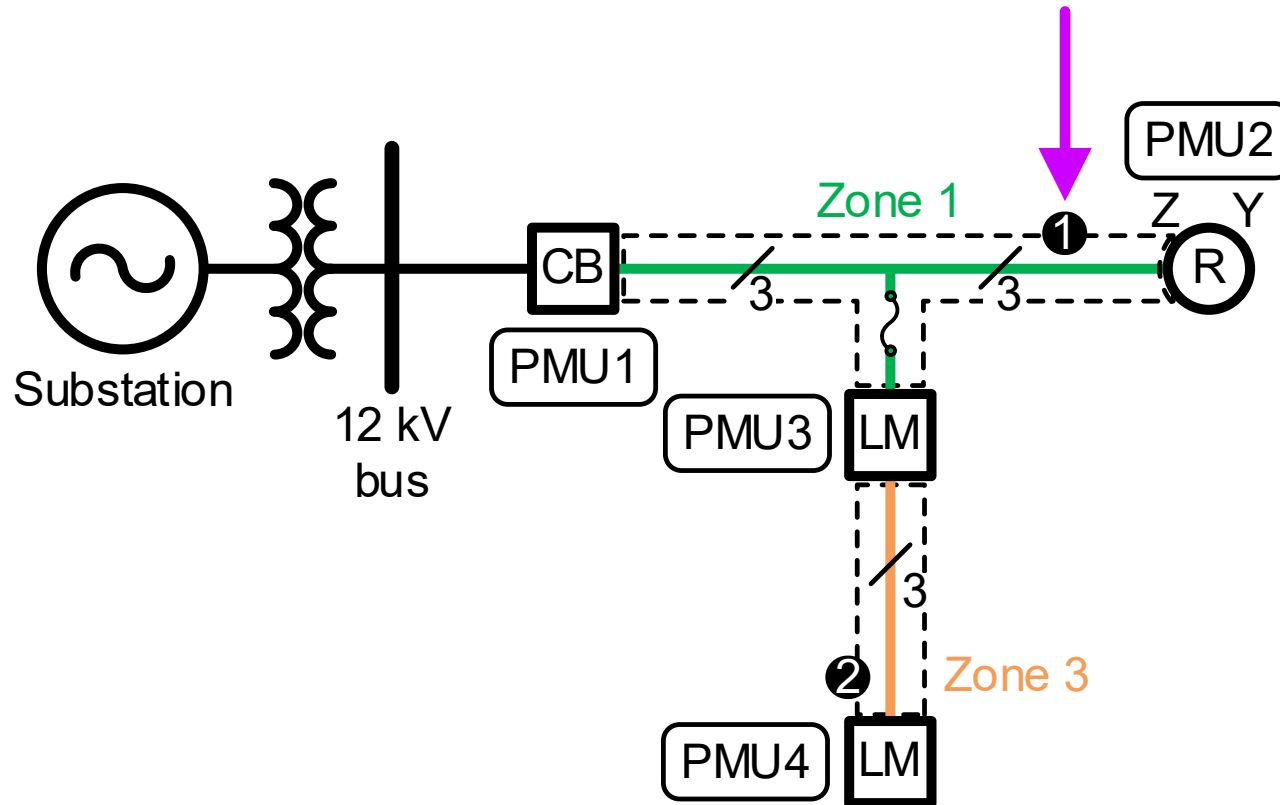 PMU2
Zone 1
1
Z
Y
CB
3
3
R
PMU1
Substation
12 kV
bus
PMU3
LM
3
2
Zone 3
PMU4
LM